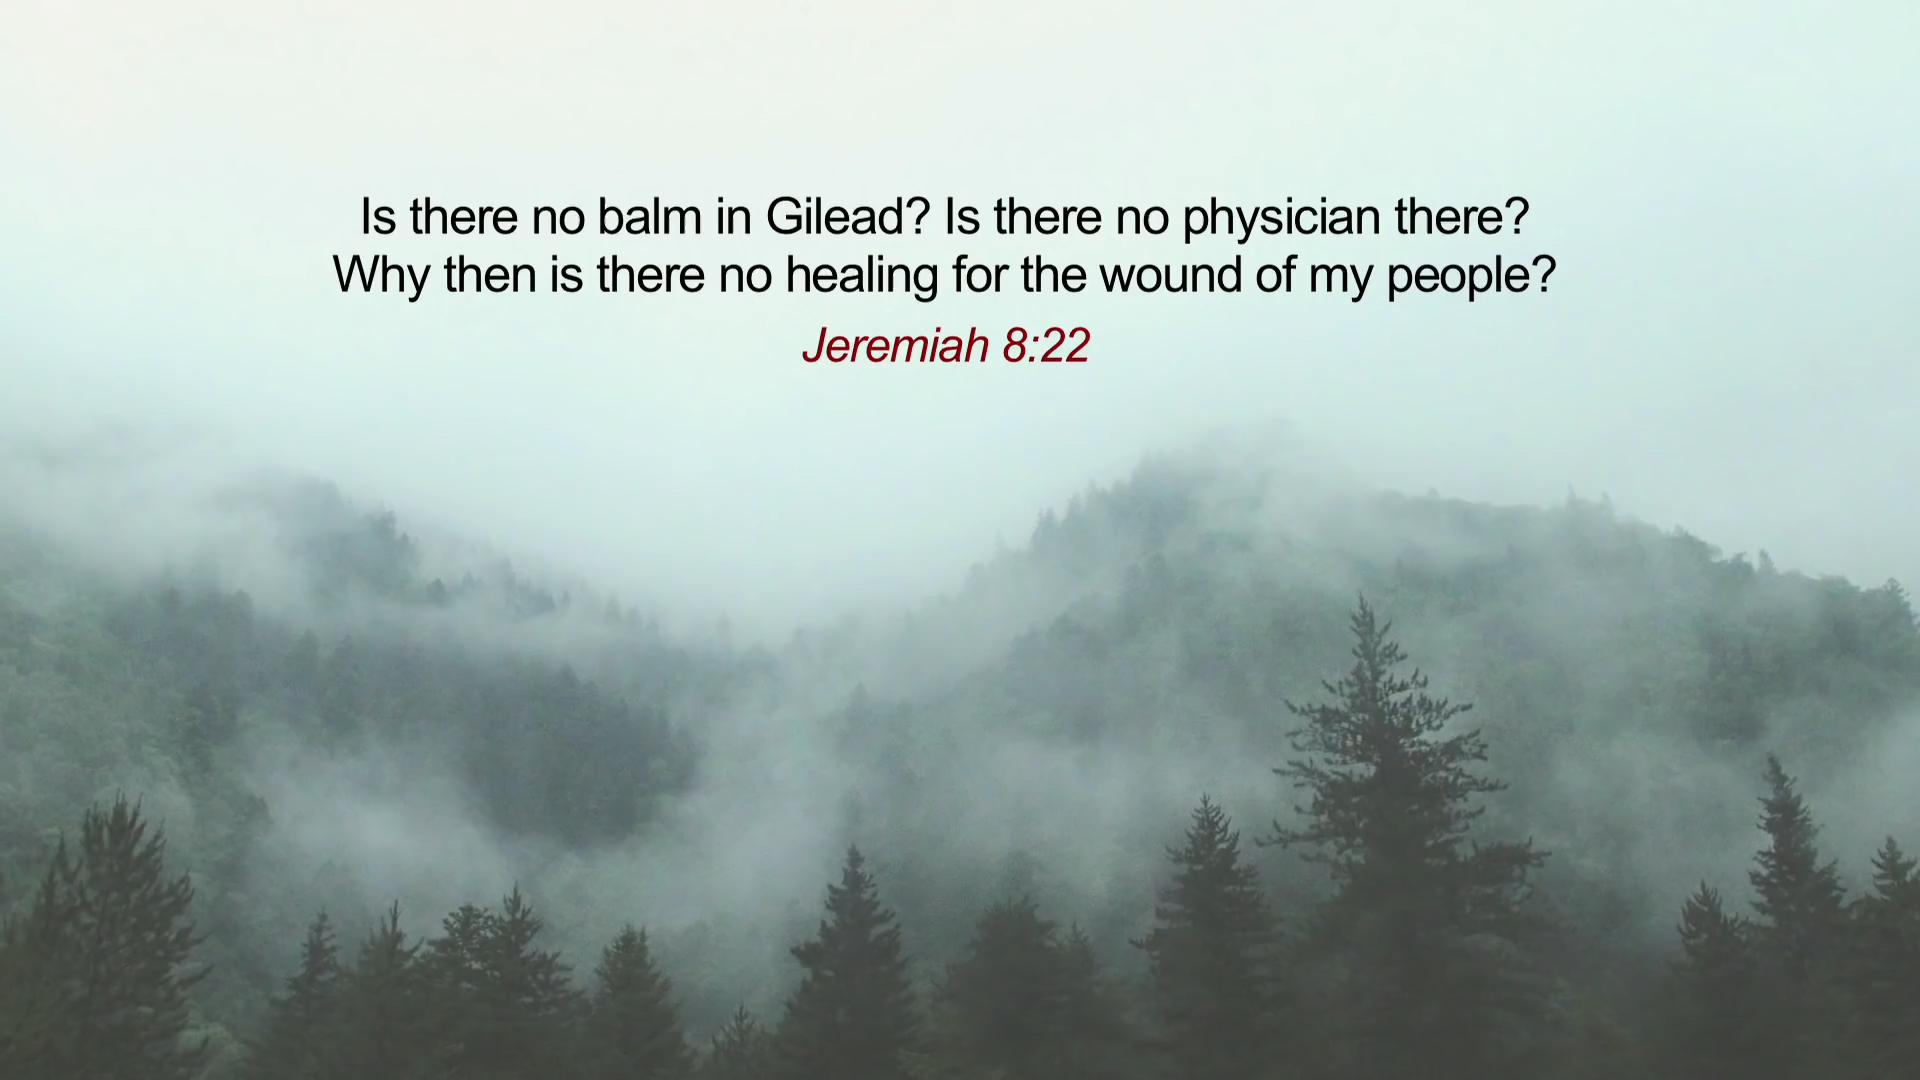 Is there no balm in Gilead? Is there no physician there?
Why then is there no healing for the wound of my people?
Jeremiah 8:22